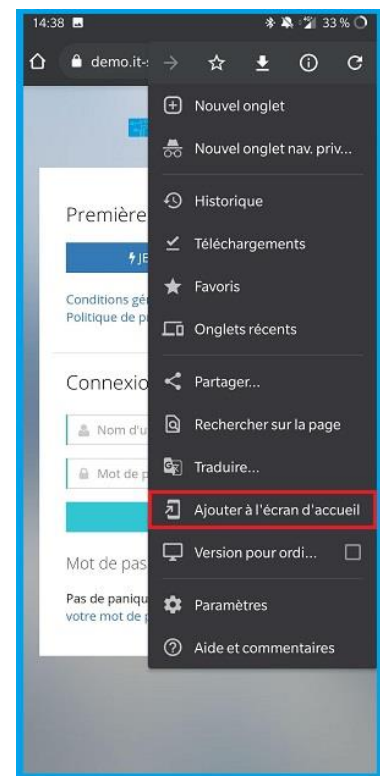 14:38 33 %
demo.it-
Nouvel onglet
Nouvel onglet nav. priv...
Historique
Première
Téléchargements
JE
Favoris
Conditions gé
Politique de p
Onglets récents
Connexio
Partager...
Nom d'u
Rechercher sur la page
Mot de p
Traduire...
Ajouter à l'écran d'accueil
Version pour ordi...
Mot de pas
Pas de paniqu
Paramètres
votre mot de p
Aide et commentaires